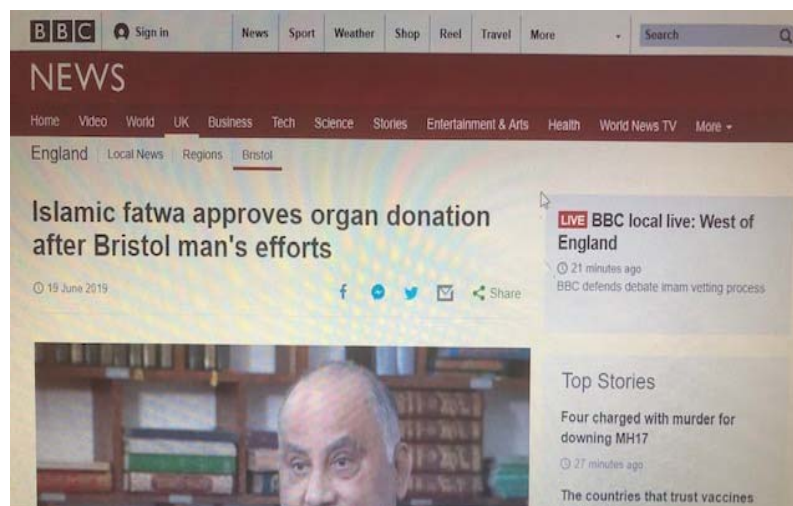 BBC Sign in News Sport Weather Shop Reel Travel More Search
NEWS
Home Video World UK Business Tech Science Stories Entertainment & Arts Health World News TV More
England Local News Regions Bristol
Islamic fatwa approves organ donation
after Bristol man's efforts
19 June 2019
Share
LIVE BBC local live: West of
England
21 minutes ago
BBC defends debate imam vetting process
Top Stories
Four charged with murder for
downing MH17
27 minutes ago
The countries that trust vaccines